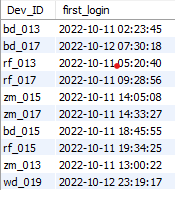 Dev_ID first_login
bd_013 2022-10-11 02:23:45
bd_017 2022-10-12 07:30:18
rf_013 2022-10-11 05:20:40
rf_017 2022-10-11 09:28:56
zm_015 2022-10-11 14:05:08
zm_017 2022-10-11 14:33:27
bd_015 2022-10-11 18:45:55
rf_015 2022-10-11 19:34:25
zm_013 2022-10-11 13:00:22
wd_019 2022-10-12 23:19:17